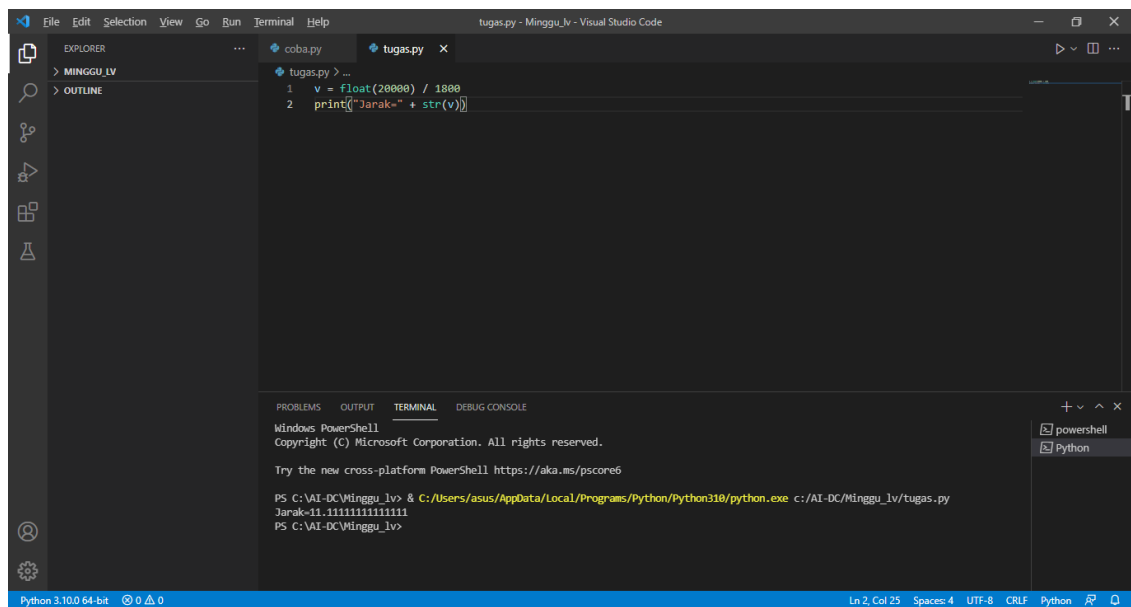 File Edit Selection View Go Run Terminal Help tugas.py - Minggu_lv - Visual Studio Code
EXPLORER
MINGGU_LV
OUTLINE
coba.py tugas.py
tugas.py > ...
1 v = float(20000) / 1800
2 print("Jarak=" + str(v))
PROBLEMS OUTPUT TERMINAL DEBUG CONSOLE
powershell
Python
Windows PowerShell
Copyright (C) Microsoft Corporation. All rights reserved.
Try the new cross-platform PowerShell https://aka.ms/pscore6
PS C:\AI-DC\Minggu_lv> & C:/Users/asus/AppData/Local/Programs/Python/Python310/python.exe c:/AI-DC/Minggu_lv/tugas.py
Jarak=11.11111111111111
PS C:\AI-DC\Minggu_lv>
Python 3.10.0 64-bit 0 0 Ln 2, Col 25 Spaces: 4 UTF-8 CRLF Python